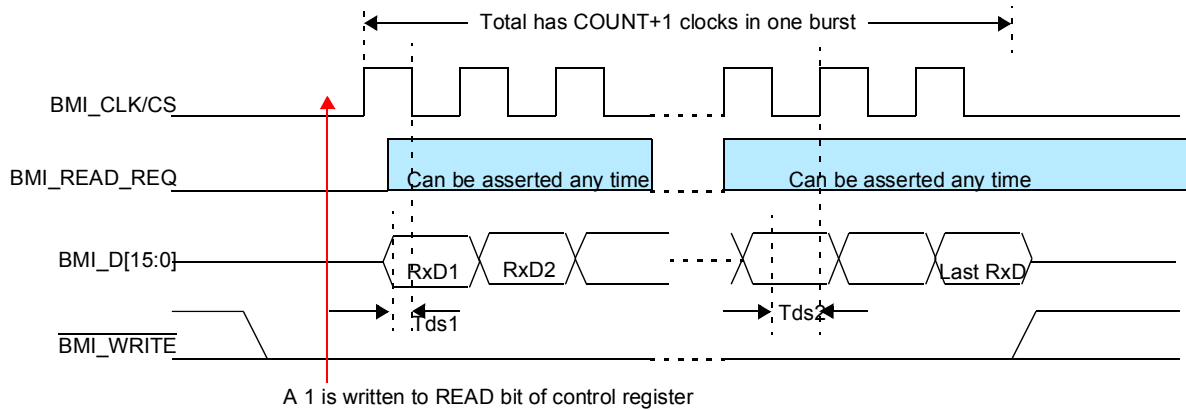 Total has COUNT+1 clocks in one burst
BMI_CLK/CS
BMI_READ_REQ
Can be asserted any time
Can be asserted any time
BMI_D[15:0]
RxD1
RxD2
Last RxD
Tds1
Tds2
BMI_WRITE
A 1 is written to READ bit of control register